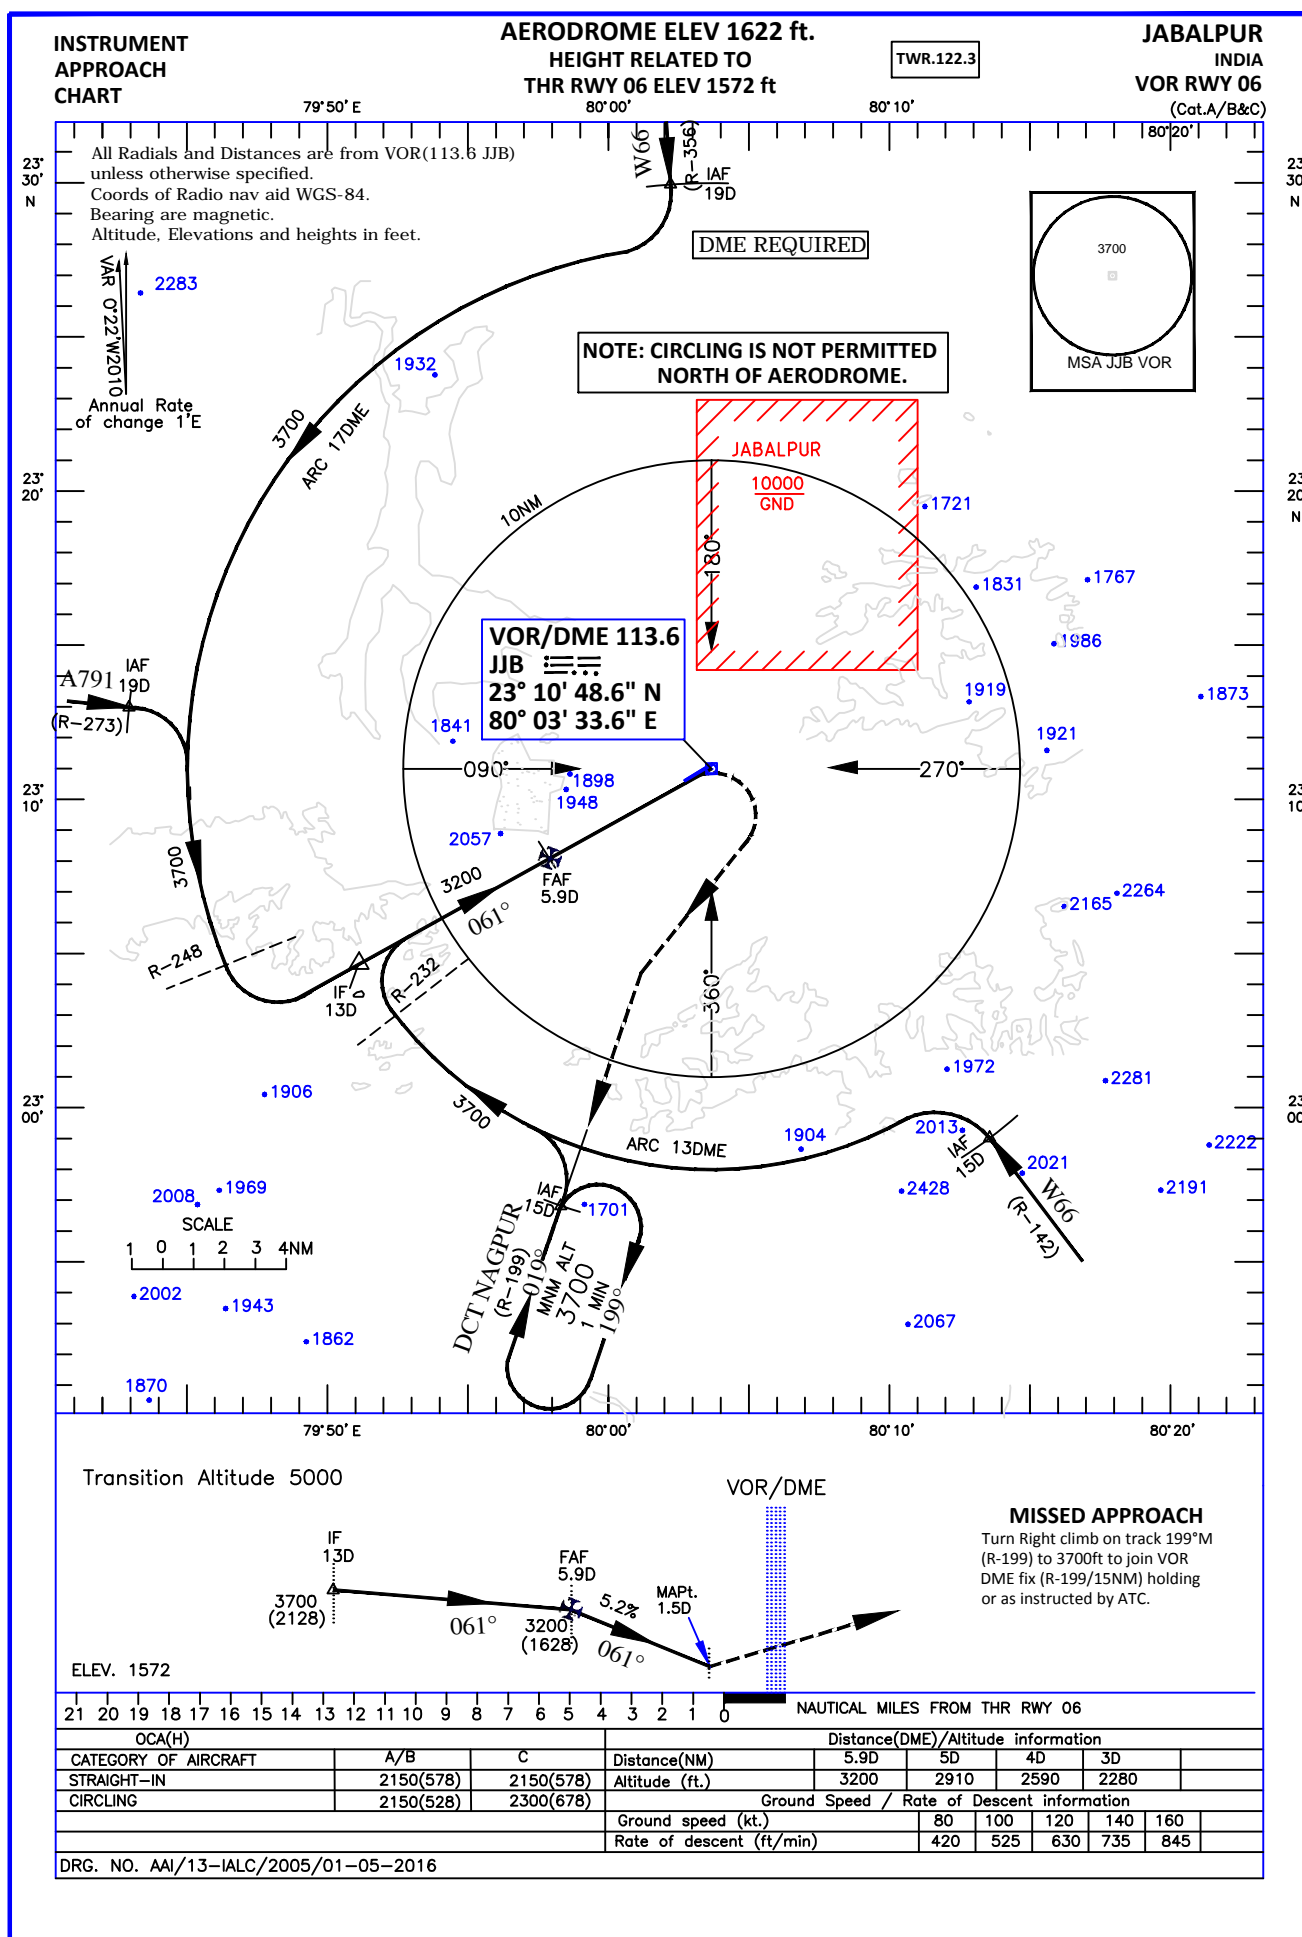 INSTRUMENT
APPROACH
CHART
AERODROME ELEV 1622 ft.
HEIGHT RELATED TO
THR RWY 06 ELEV 1572 ft
TWR.122.3
JABALPUR
INDIA
VOR RWY 06
(Cat.A/B&C)
79°50' E
80°00'
80°10'
80°20'
23°
30'
N
23
30
N
All Radials and Distances are from VOR(113.6 JJB)
unless otherwise specified.
Coords of Radio nav aid WGS-84.
Bearing are magnetic.
Altitude, Elevations and heights in feet.
W66
(R-356)
IAF
19D
DME REQUIRED
3700
MSA JJB VOR
VAR 0°22'W2010
Annual Rate
of change 1'E
2283
1932
NOTE: CIRCLING IS NOT PERMITTED
NORTH OF AERODROME.
3700
ARC 17DME
JABALPUR
10000
GND
23°
20'
23
20
N
10NM
180°
1721
1831
1767
1986
VOR/DME 113.6
JJB
23° 10' 48.6" N
80° 03' 33.6" E
A791
IAF
19D
(R-273)
1919
1873
1841
1921
090°
270°
1898
1948
23°
10'
23
10
2057
3200
061°
FAF
5.9D
3700
2264
2165
R-248
R-232
IF
13D
360°
1972
2281
1906
23°
00'
23
00
3700
ARC 13DME
1904
2013
IAF
15D
2222
2021
2191
2428
W66
(R-142)
1969
2008
IAF
15D
1701
SCALE
1 0 1 2 3 4NM
DCT NAGPUR
(R-199)
019°
MNM ALT
3700
1 MIN
199°
2002
1943
1862
2067
1870
79°50' E
80°00'
80°10'
80°20'
Transition Altitude 5000
VOR/DME
MISSED APPROACH
Turn Right climb on track 199°M
(R-199) to 3700ft to join VOR
DME fix (R-199/15NM) holding
or as instructed by ATC.
IF
13D
FAF
5.9D
MAPt.
1.5D
3700
(2128)
061°
5.2%
3200
(1628)
061°
ELEV. 1572
21 20 19 18 17 16 15 14 13 12 11 10 9 8 7 6 5 4 3 2 1 0
NAUTICAL MILES FROM THR RWY 06
OCA(H)
CATEGORY OF AIRCRAFT A/B C
STRAIGHT-IN 2150(578) 2150(578)
CIRCLING 2150(528) 2300(678)
Distance(DME)/Altitude information
Distance(NM) 5.9D 5D 4D 3D
Altitude (ft.) 3200 2910 2590 2280
Ground Speed / Rate of Descent information
Ground speed (kt.) 80 100 120 140 160
Rate of descent (ft/min) 420 525 630 735 845
DRG. NO. AAI/13-IALC/2005/01-05-2016